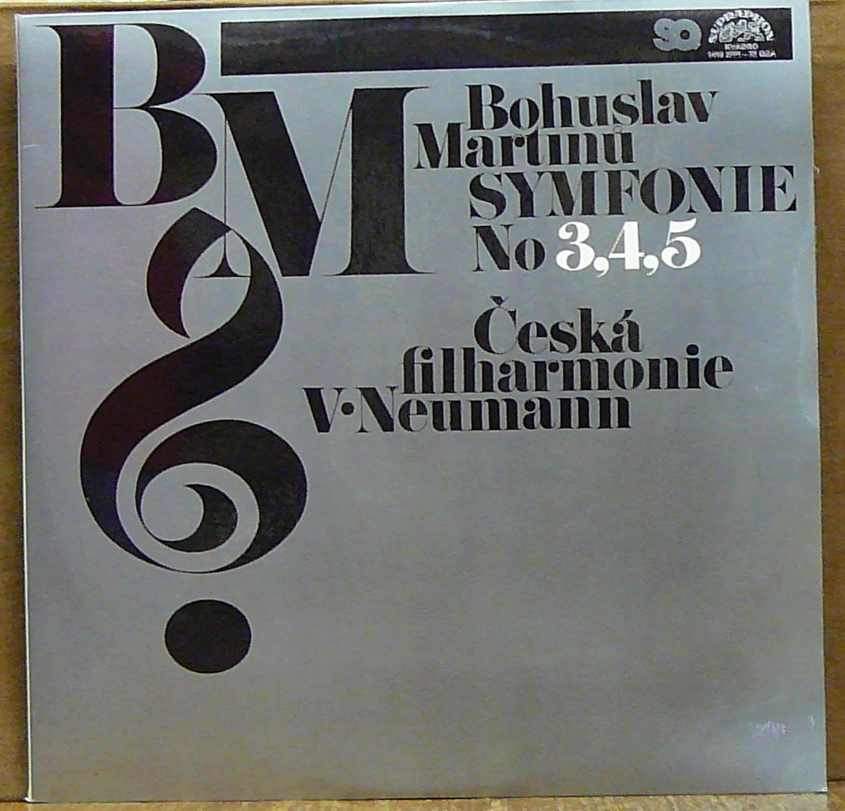 BM
SQ
SUPRAPHON
Bohuslav
Martinů
SYMFONIE
No 3,4,5
Česká
filharmonie
V·Neumann